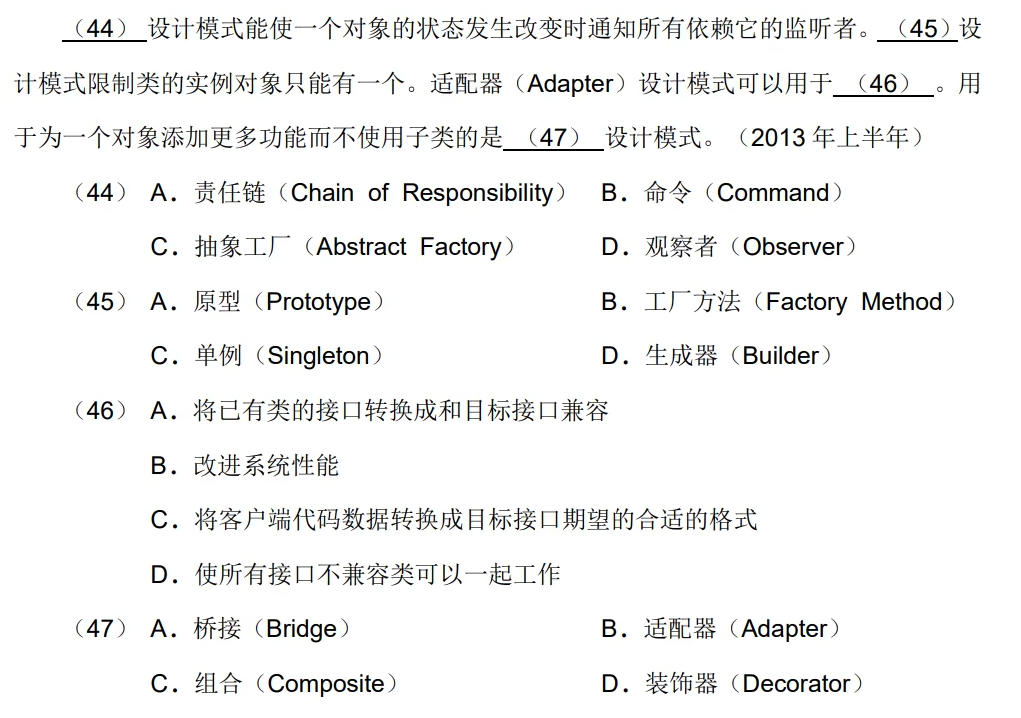 （44） 设计模式能使一个对象的状态发生改变时通知所有依赖它的监听者。（45）设
计模式限制类的实例对象只能有一个。适配器（Adapter）设计模式可以用于 （46） 。用
于为一个对象添加更多功能而不使用子类的是 （47） 设计模式。（2013 年上半年）
（44） A．责任链（Chain of Responsibility） B．命令（Command）
C．抽象工厂（Abstract Factory） D．观察者（Observer）
（45） A．原型（Prototype） B．工厂方法（Factory Method）
C．单例（Singleton） D．生成器（Builder）
（46） A．将已有类的接口转换成和目标接口兼容
B．改进系统性能
C．将客户端代码数据转换成目标接口期望的合适的格式
D．使所有接口不兼容类可以一起工作
（47） A．桥接（Bridge） B．适配器（Adapter）
C．组合（Composite） D．装饰器（Decorator）